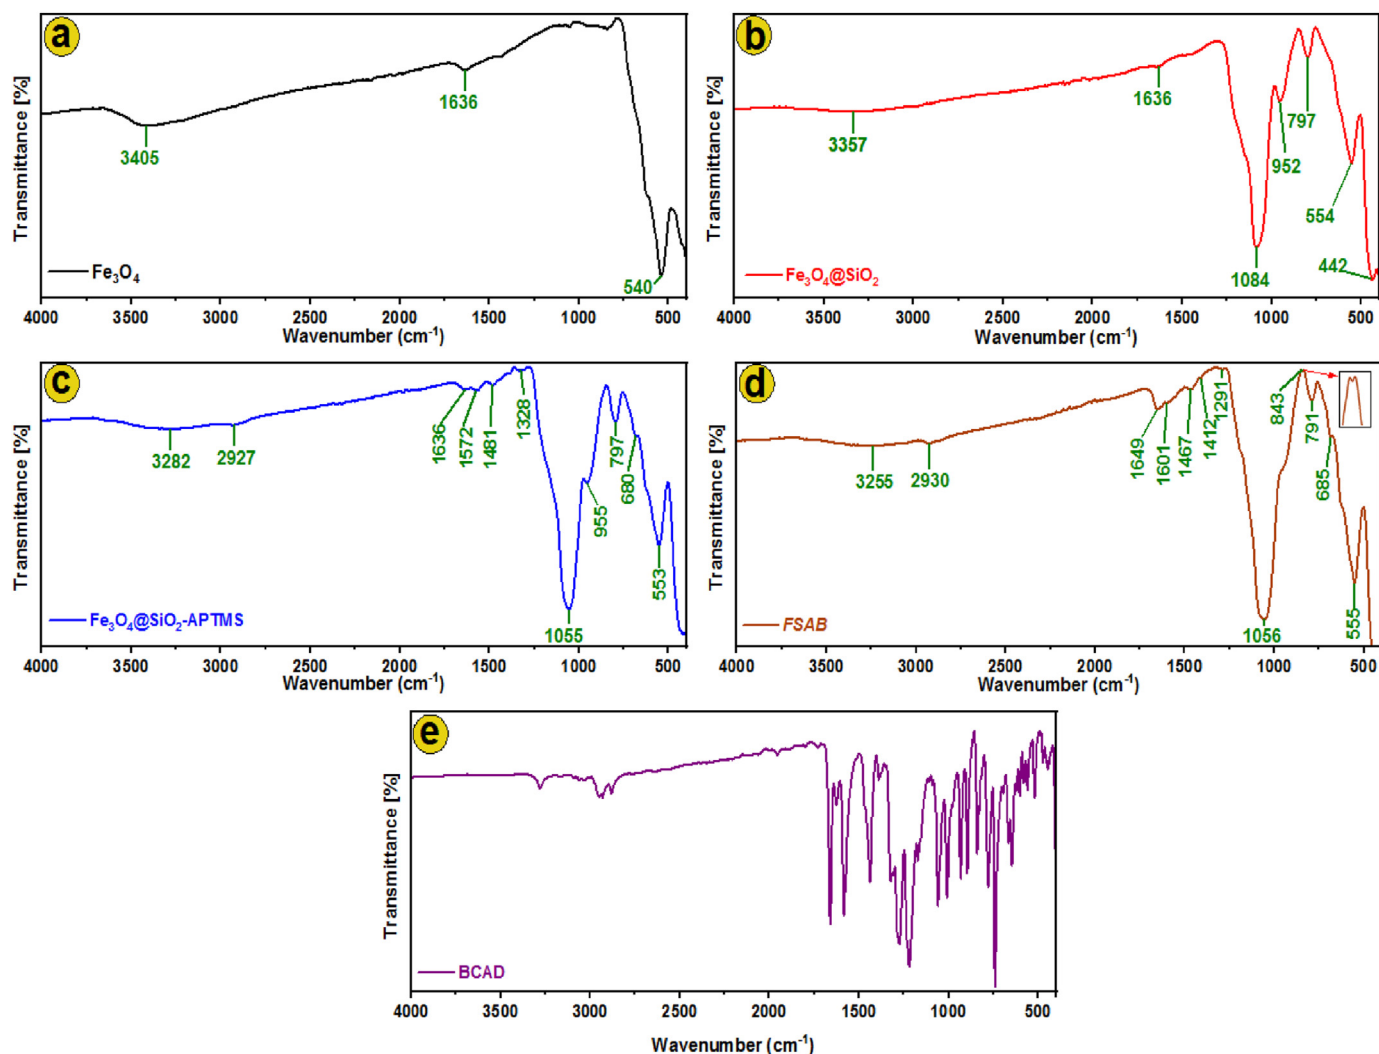 a
Transmittance [%]
3405
1636
540
Fe₃O₄
4000 3500 3000 2500 2000 1500 1000 500
Wavenumber (cm⁻¹)
b
Transmittance [%]
3357
1636
1084
952
797
554
442
Fe₃O₄@SiO₂
4000 3500 3000 2500 2000 1500 1000 500
Wavenumber (cm⁻¹)
c
Transmittance [%]
3282
2927
1636
1572
1481
1328
1055
955
797
680
553
Fe₃O₄@SiO₂-APTMS
4000 3500 3000 2500 2000 1500 1000 500
Wavenumber (cm⁻¹)
d
Transmittance [%]
3255
2930
1649
1601
1467
1412
1291
1056
843
791
685
555
FSAB
4000 3500 3000 2500 2000 1500 1000 500
Wavenumber (cm⁻¹)
e
Transmittance [%]
BCAD
4000 3500 3000 2500 2000 1500 1000 500
Wavenumber (cm⁻¹)